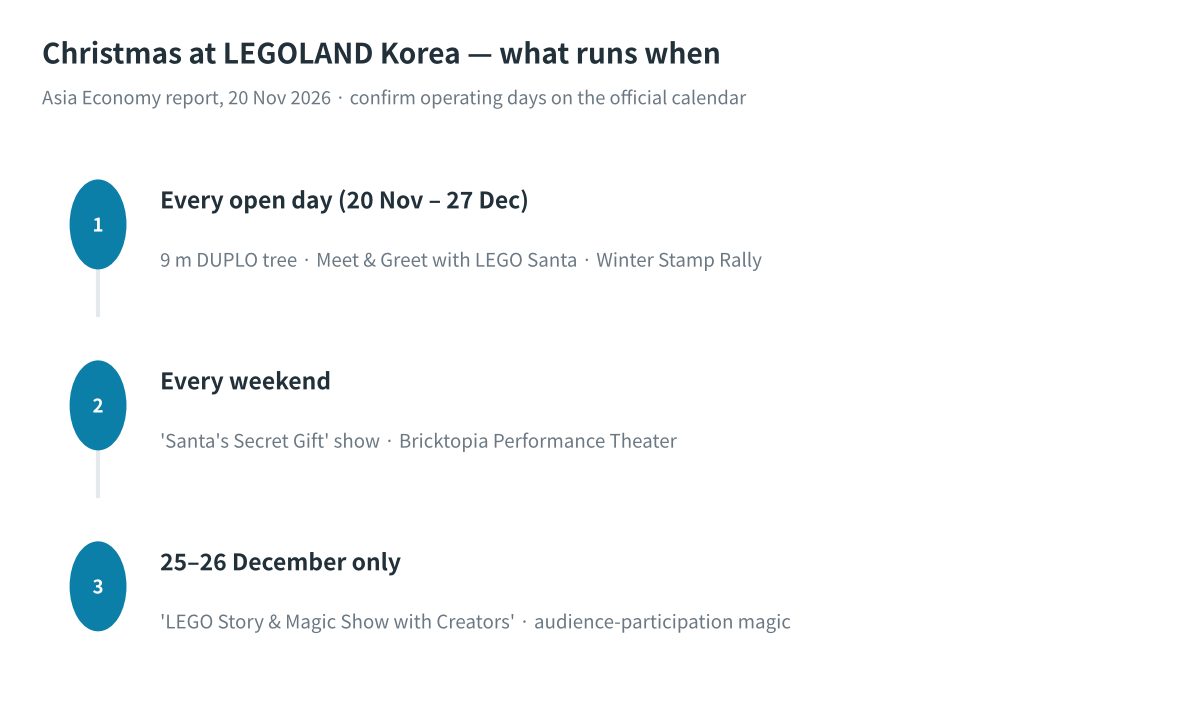 Christmas at LEGOLAND Korea — what runs when
Asia Economy report, 20 Nov 2026 · confirm operating days on the official calendar
1
Every open day (20 Nov – 27 Dec)
9 m DUPLO tree · Meet & Greet with LEGO Santa · Winter Stamp Rally
2
Every weekend
'Santa's Secret Gift' show · Bricktopia Performance Theater
3
25–26 December only
'LEGO Story & Magic Show with Creators' · audience-participation magic